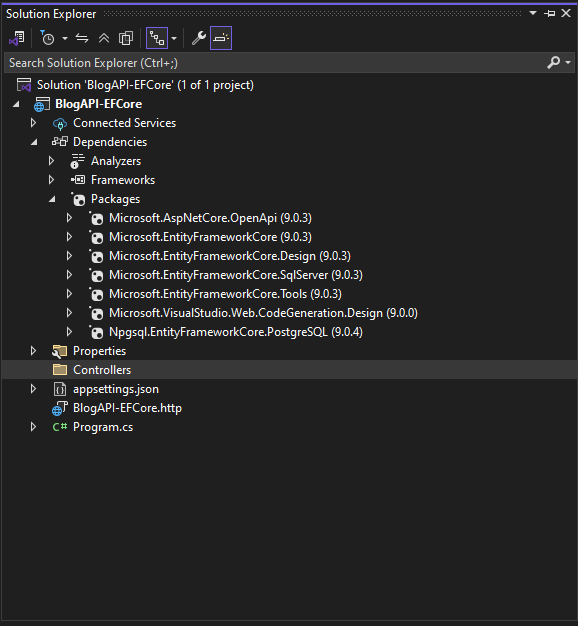 Solution Explorer
Search Solution Explorer (Ctrl+;)
Solution 'BlogAPI-EFCore' (1 of 1 project)
BlogAPI-EFCore
Connected Services
Dependencies
Analyzers
Frameworks
Packages
Microsoft.AspNetCore.OpenApi (9.0.3)
Microsoft.EntityFrameworkCore (9.0.3)
Microsoft.EntityFrameworkCore.Design (9.0.3)
Microsoft.EntityFrameworkCore.SqlServer (9.0.3)
Microsoft.EntityFrameworkCore.Tools (9.0.3)
Microsoft.VisualStudio.Web.CodeGeneration.Design (9.0.0)
Npgsql.EntityFrameworkCore.PostgreSQL (9.0.4)
Properties
Controllers
appsettings.json
BlogAPI-EFCore.http
C# Program.cs